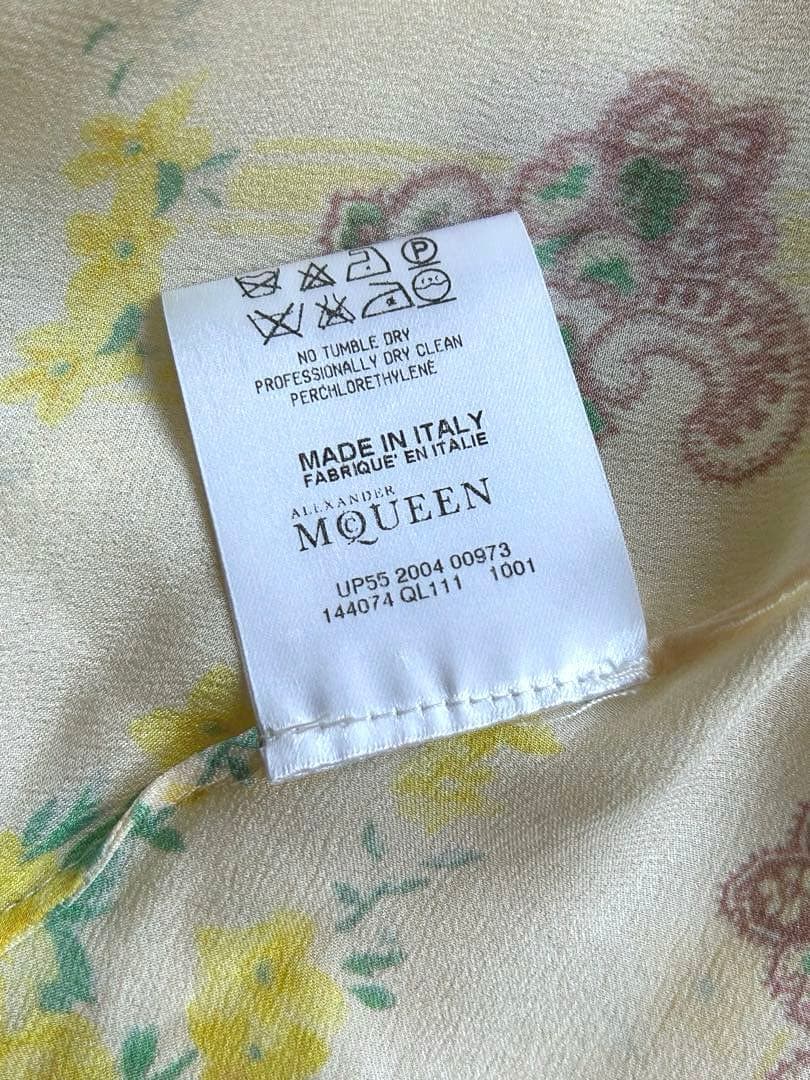 P
NO TUMBLE DRY
PROFESSIONALLY DRY CLEAN
PERCHLORETHYLENE
MADE IN ITALY
FABRIQUE' EN ITALIE
ALEXANDER
MCQUEEN
UP55 2004 00973
144074 QL111 1001